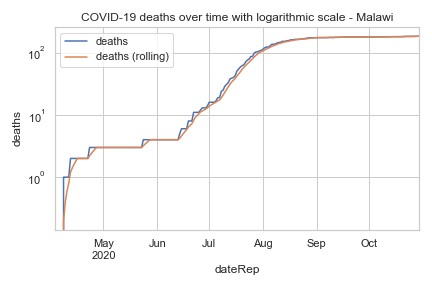 COVID-19 deaths over time with logarithmic scale - Malawi
deaths
deaths (rolling)
10²
10¹
10⁰
deaths
May
2020
Jun
Jul
Aug
Sep
Oct
dateRep